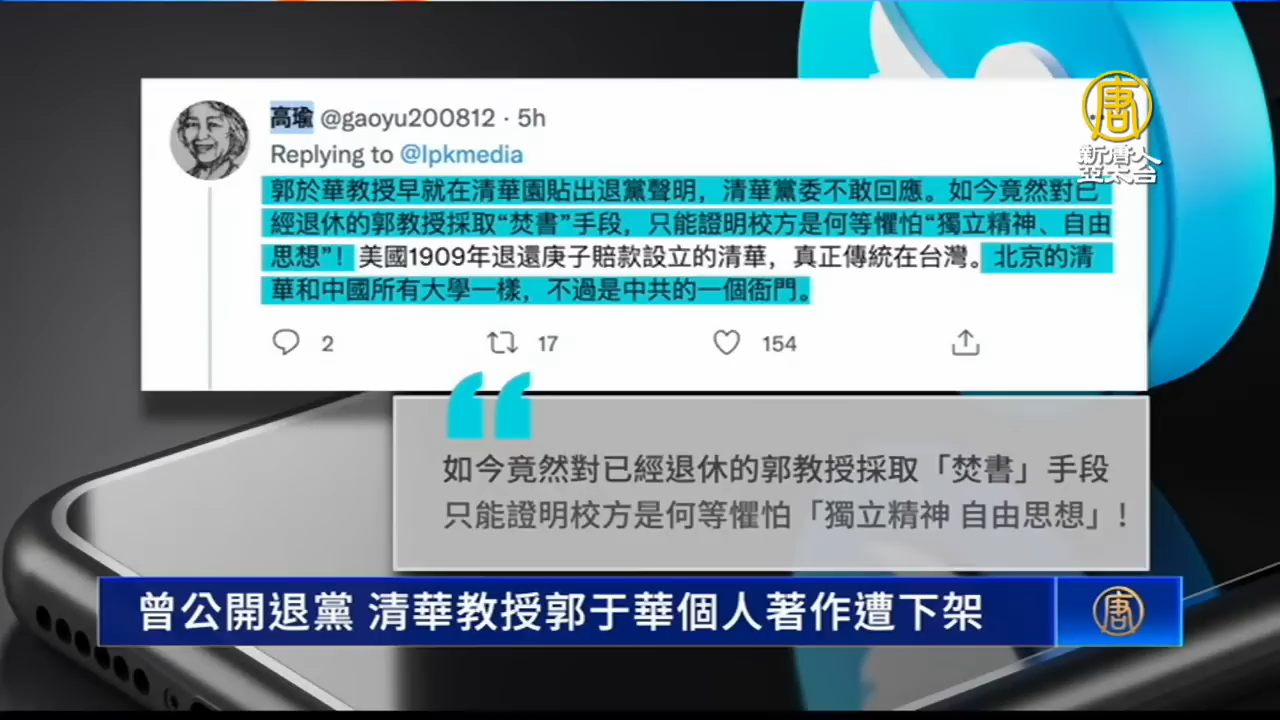 高瑜 @gaoyu200812 · 5h
Replying to @lpkmedia
郭於華教授早就在清華園貼出退黨聲明，清華黨委不敢回應。如今竟然對已
經退休的郭教授採取“焚書”手段，只能證明校方是何等懼怕“獨立精神、自由
思想”！美國1909年退還庚子賠款設立的清華，真正傳統在台灣。北京的清
華和中國所有大學一樣，不過是中共的一個衙門。
2 17 154
唐
新唐人
亞太台
如今竟然對已經退休的郭教授採取「焚書」手段
只能證明校方是何等懼怕「獨立精神 自由思想」！
曾公開退黨 清華教授郭于華個人著作遭下架
唐